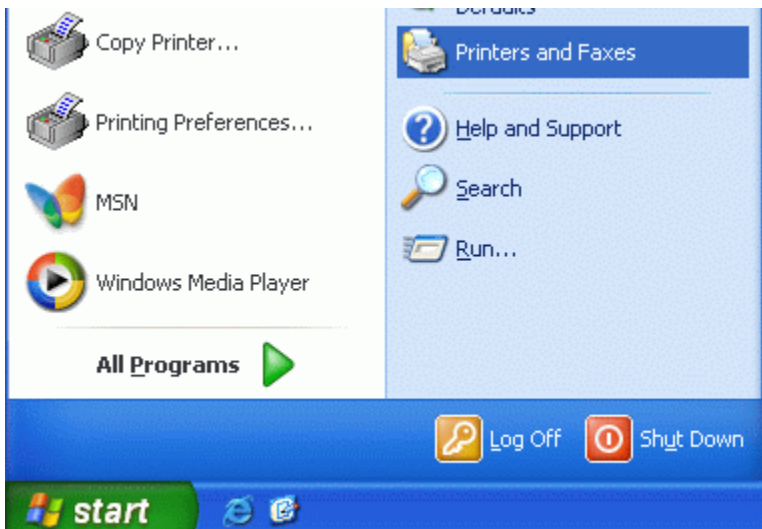 Copy Printer...
Printing Preferences...
MSN
Windows Media Player
All Programs
Defaults
Printers and Faxes
Help and Support
Search
Run...
Log Off
Shut Down
start